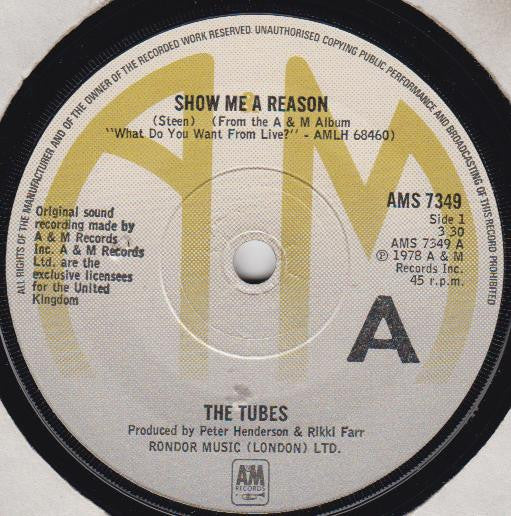 ALL RIGHTS OF THE MANUFACTURER AND OF THE OWNER OF THE RECORDED WORK RESERVED UNAUTHORISED COPYING PUBLIC PERFORMANCE AND BROADCASTING OF THIS RECORD PROHIBITED
A M
SHOW ME A REASON
(Steen) (From the A & M Album
"What Do You Want From Live?" - AMLH 68460)
AMS 7349
Side 1
3.30
AMS 7349 A
℗ 1978 A & M
Records Inc.
45 r.p.m.
Original sound
recording made by
A & M Records
Inc. A & M Records
Ltd. are the
exclusive licensees
for the United
Kingdom
A
THE TUBES
Produced by Peter Henderson & Rikki Farr
RONDOR MUSIC (LONDON) LTD.
A&M
RECORDS